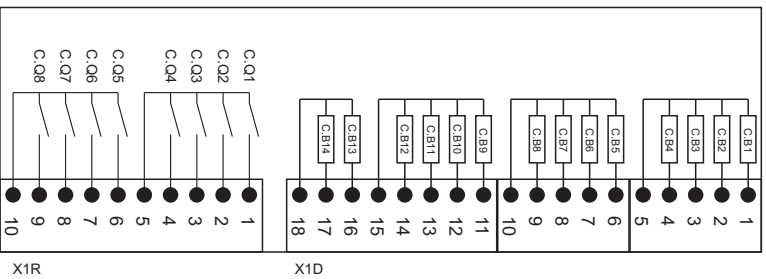 C.Q8 C.Q7 C.Q6 C.Q5 C.Q4 C.Q3 C.Q2 C.Q1
C.B14 C.B13 C.B12 C.B11 C.B10 C.B9 C.B8 C.B7 C.B6 C.B5 C.B4 C.B3 C.B2 C.B1
10 9 8 7 6 5 4 3 2 1 18 17 16 15 14 13 12 11 10 9 8 7 6 5 4 3 2 1
X1R X1D